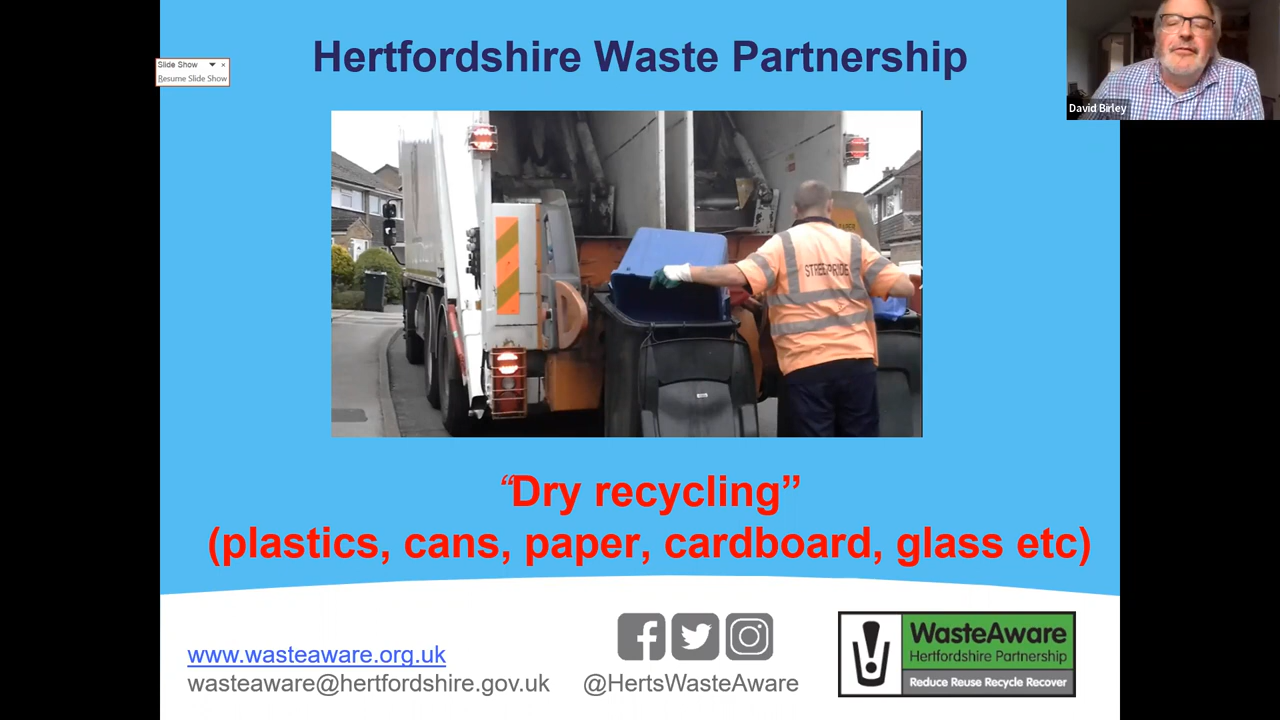 Hertfordshire Waste Partnership
Slide Show
Resume Slide Show
David Birley
STREETPRIDE
“Dry recycling”
(plastics, cans, paper, cardboard, glass etc)
www.wasteaware.org.uk
wasteaware@hertfordshire.gov.uk
@HertsWasteAware
WasteAware
Hertfordshire Partnership
Reduce Reuse Recycle Recover